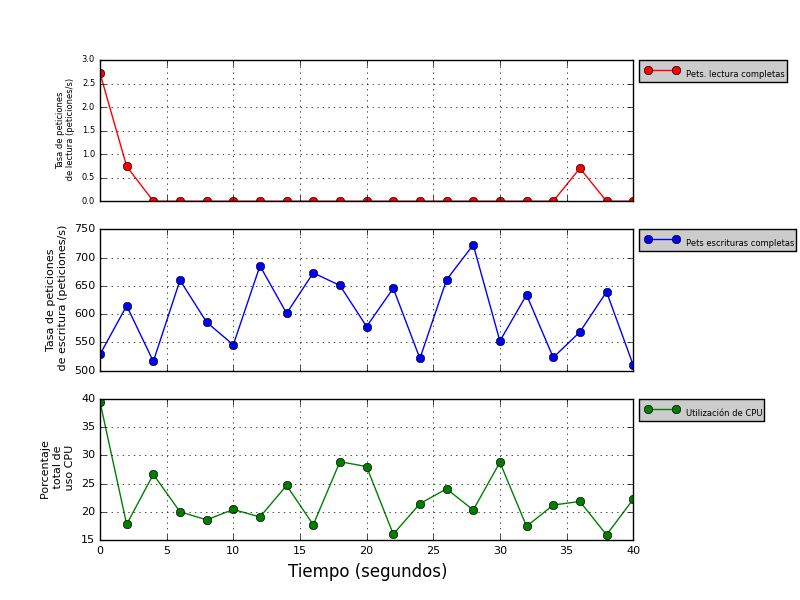 3.0
2.5
2.0
1.5
1.0
0.5
0.0
Tasa de peticiones
de lectura (peticiones/s)
Pets. lectura completas
750
700
650
600
550
500
Tasa de peticiones
de escritura (peticiones/s)
Pets escrituras completas
40
35
30
25
20
15
Porcentaje
total de
uso CPU
Utilización de CPU
0 5 10 15 20 25 30 35 40
Tiempo (segundos)